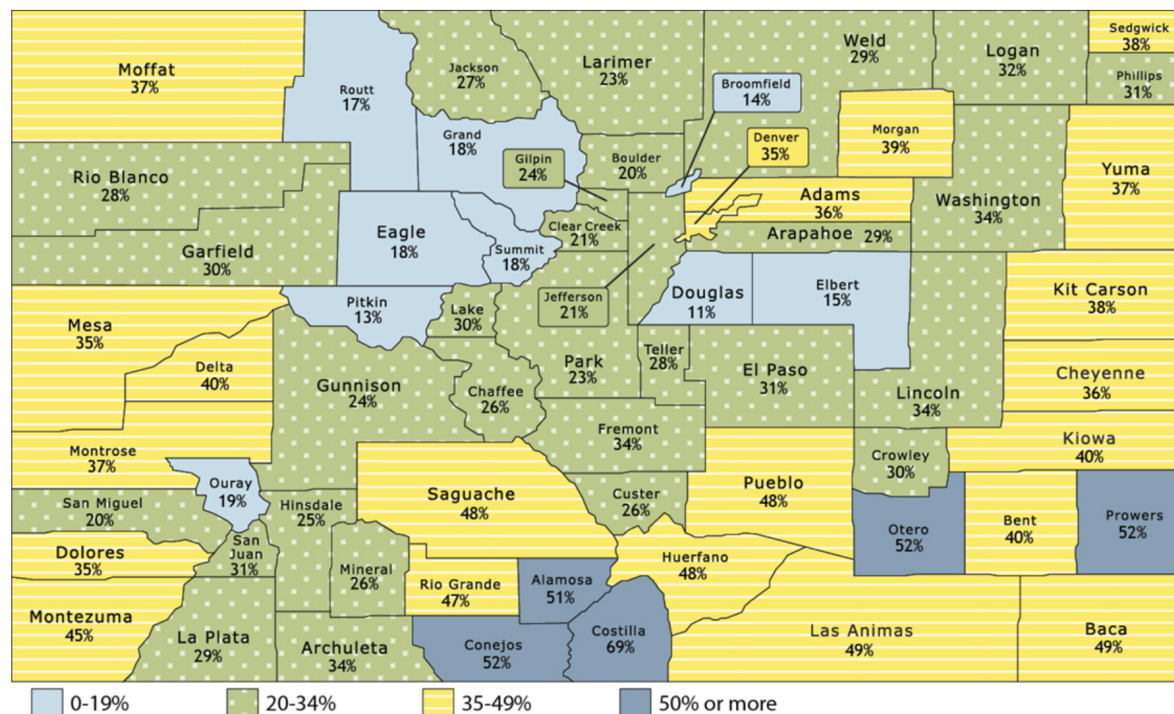 Moffat
37%
Routt
17%
Jackson
27%
Larimer
23%
Weld
29%
Logan
32%
Sedgwick
38%
Phillips
31%
Broomfield
14%
Grand
18%
Gilpin
24%
Boulder
20%
Denver
35%
Morgan
39%
Yuma
37%
Rio Blanco
28%
Adams
36%
Washington
34%
Garfield
30%
Eagle
18%
Summit
18%
Clear Creek
21%
Arapahoe 29%
Mesa
35%
Pitkin
13%
Lake
30%
Jefferson
21%
Douglas
11%
Elbert
15%
Kit Carson
38%
Delta
40%
Gunnison
24%
Chaffee
26%
Park
23%
Teller
28%
El Paso
31%
Lincoln
34%
Cheyenne
36%
Montrose
37%
Fremont
34%
Crowley
30%
Kiowa
40%
Ouray
19%
San Miguel
20%
Hinsdale
25%
Saguache
48%
Custer
26%
Pueblo
48%
Otero
52%
Bent
40%
Prowers
52%
Dolores
35%
San
Juan
31%
Mineral
26%
Rio Grande
47%
Alamosa
51%
Huerfano
48%
Montezuma
45%
La Plata
29%
Archuleta
34%
Conejos
52%
Costilla
69%
Las Animas
49%
Baca
49%
0-19%
20-34%
35-49%
50% or more